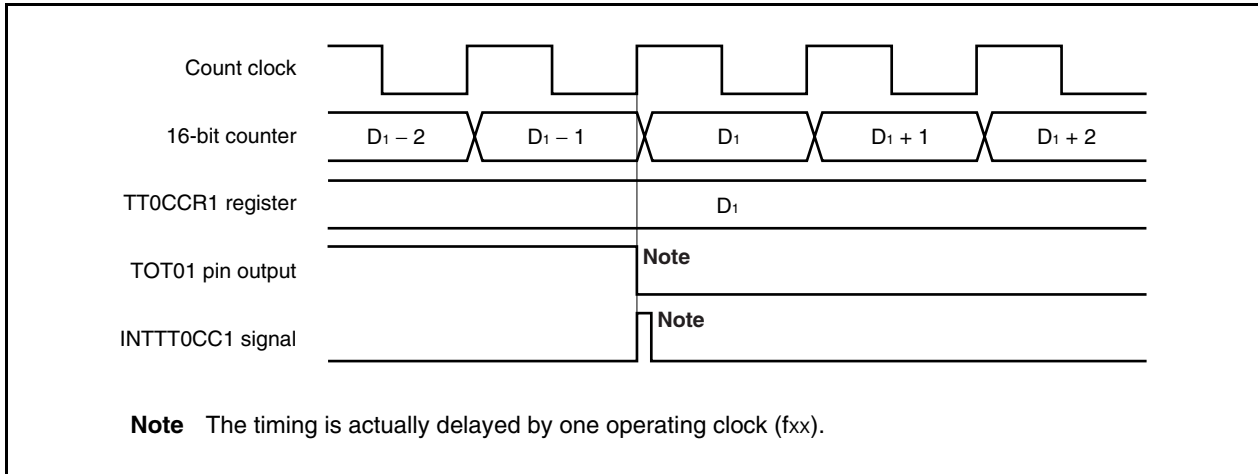 Count clock
16-bit counter D1 − 2 D1 − 1 D1 D1 + 1 D1 + 2
TT0CCR1 register D1
TOT01 pin output Note
INTTT0CC1 signal Note
Note The timing is actually delayed by one operating clock (fxx).